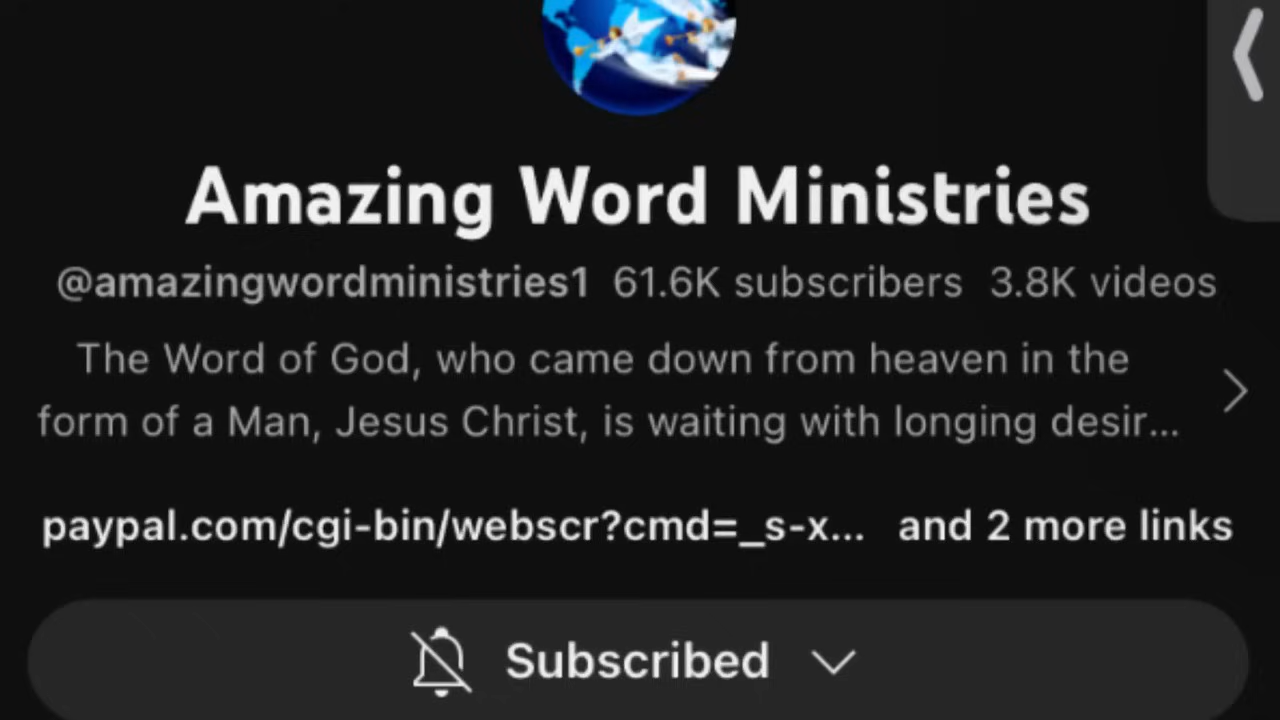 Amazing Word Ministries
@amazingwordministries1 61.6K subscribers 3.8K videos
The Word of God, who came down from heaven in the
form of a Man, Jesus Christ, is waiting with longing desir...
paypal.com/cgi-bin/webscr?cmd=_s-x... and 2 more links
Subscribed